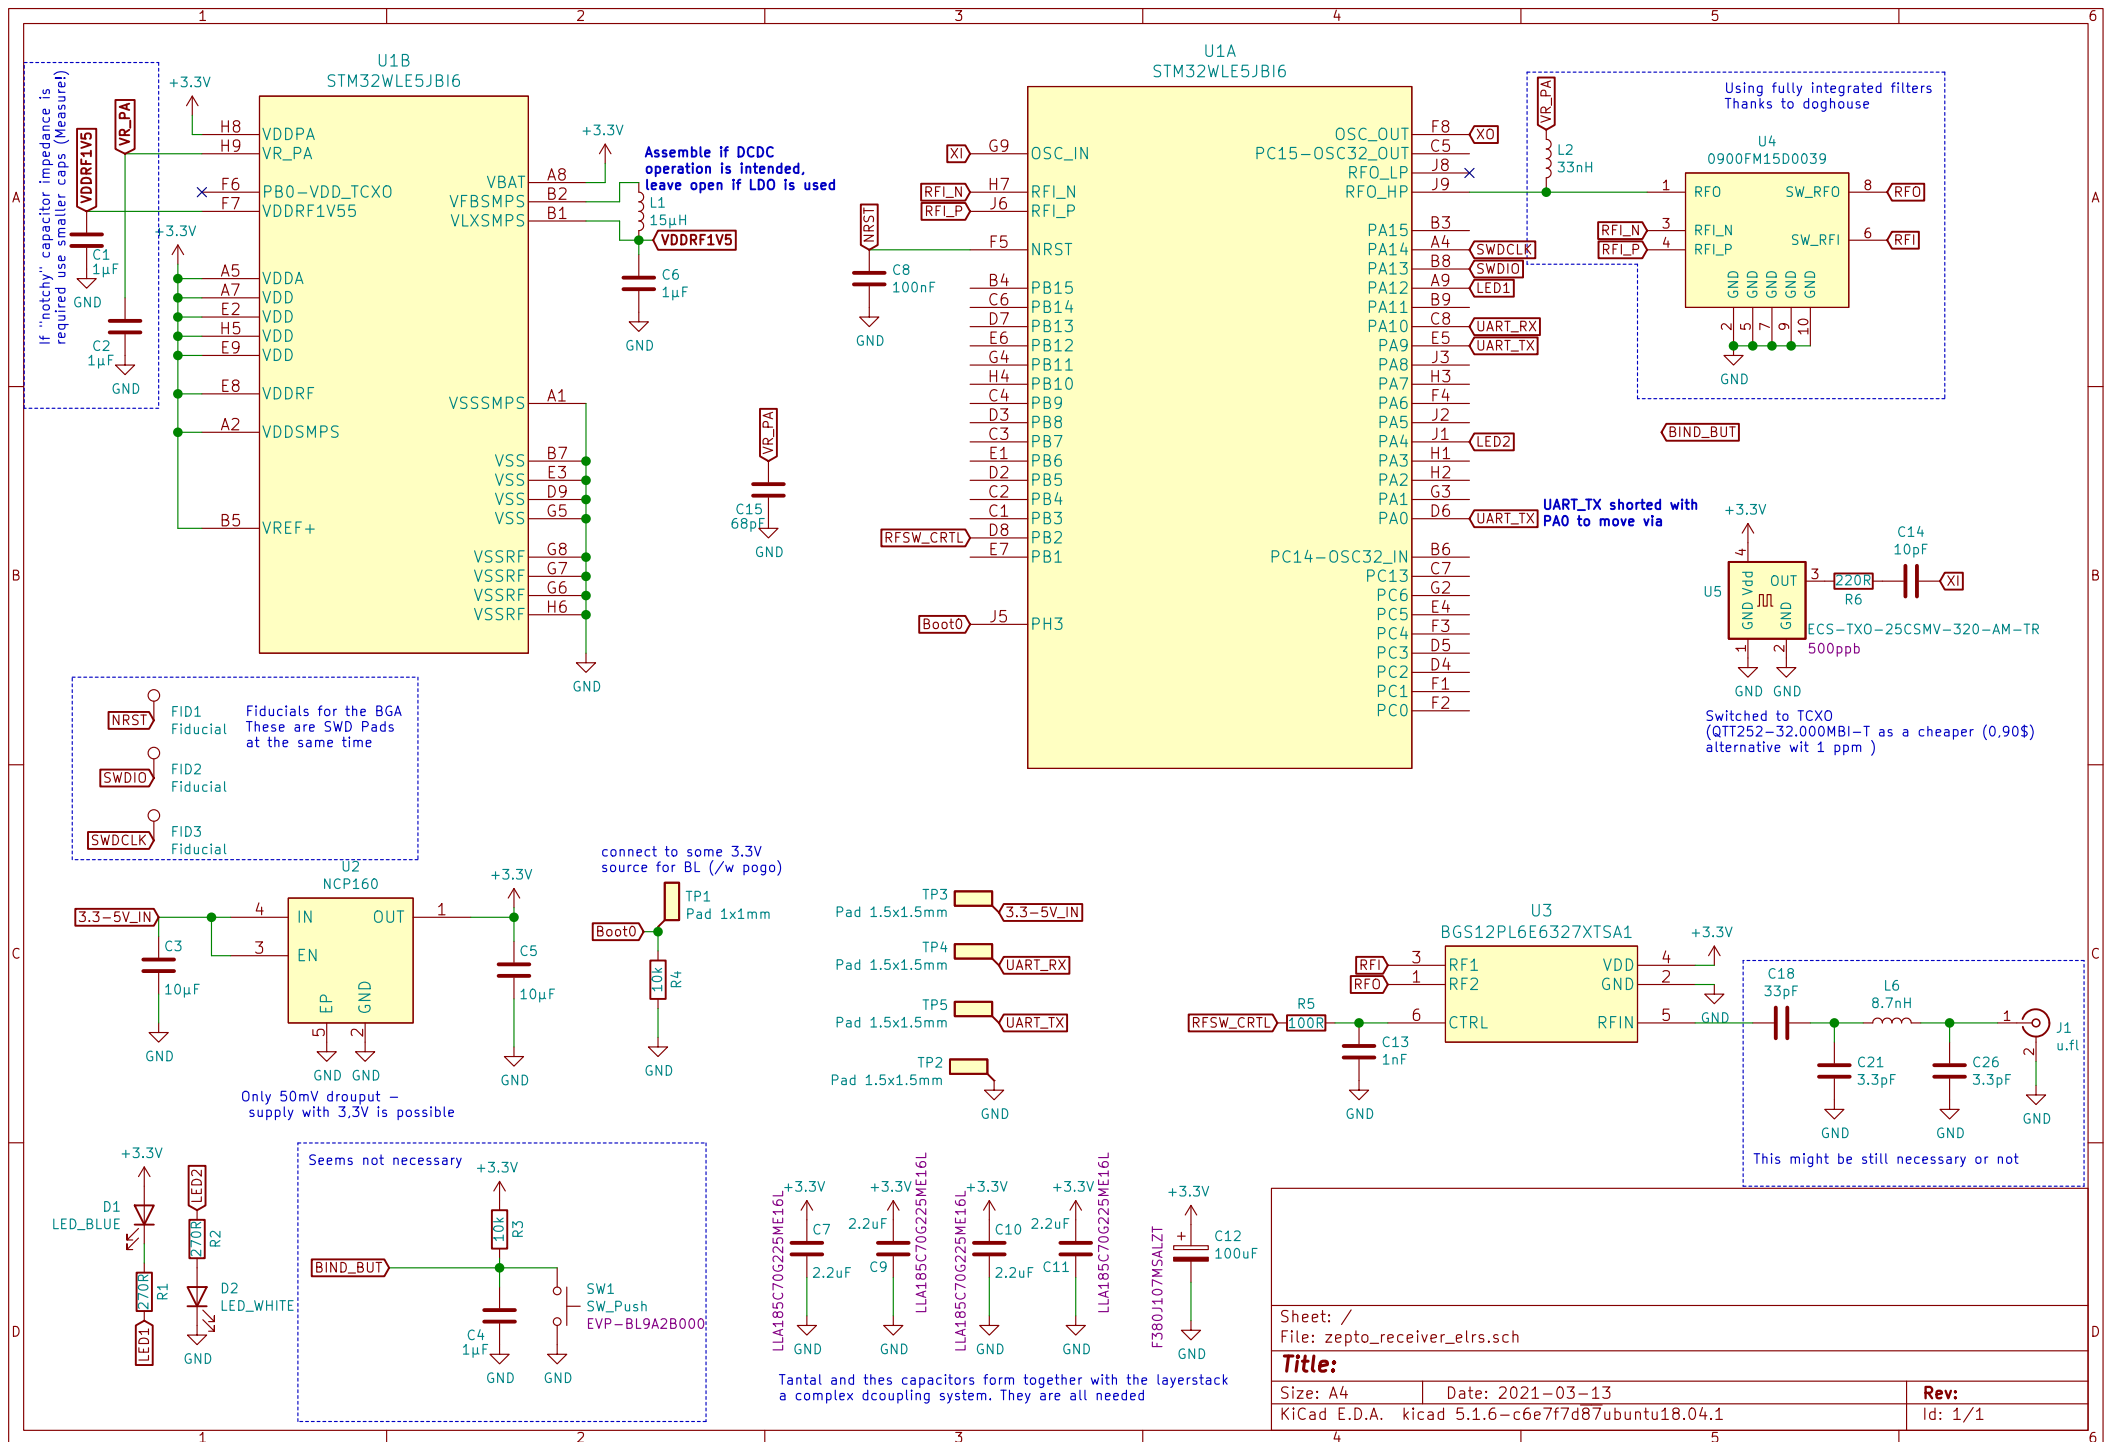 1 2 3 4 5 6
A
B
C
D
If "notchy" capacitor impedance is
required use smaller caps (Measure!)
VDDRF1V5
VR_PA
+3.3V
C1
1µF
GND
C2
1µF
GND
+3.3V
U1B
STM32WLE5JBI6
H8 VDDPA
H9 VR_PA
F6 PB0-VDD_TCXO
F7 VDDRF1V55
A5 VDDA
A7 VDD
E2 VDD
H5 VDD
E9 VDD
E8 VDDRF
A2 VDDSMPS
B5 VREF+
VBAT A8
VFBSMPS B2
VLXSMPS B1
VSSSMPS A1
VSS B7
VSS E3
VSS D9
VSS G5
VSSRF G8
VSSRF G7
VSSRF G6
VSSRF H6
GND
+3.3V
Assemble if DCDC
operation is intended,
leave open if LDO is used
L1
15µH
VDDRF1V5
C6
1µF
GND
VR_PA
C15
68pF
GND
NRST
C8
100nF
GND
U1A
STM32WLE5JBI6
XI G9 OSC_IN
RFI_N H7 RFI_N
RFI_P J6 RFI_P
F5 NRST
B4 PB15
C6 PB14
D7 PB13
E6 PB12
G4 PB11
H4 PB10
C4 PB9
D3 PB8
C3 PB7
E1 PB6
D2 PB5
C2 PB4
C1 PB3
RFSW_CRTL D8 PB2
E7 PB1
Boot0 J5 PH3
OSC_OUT F8 XO
PC15-OSC32_OUT C5
RFO_LP J8
RFO_HP J9
PA15 B3
PA14 A4 SWDCLK
PA13 B8 SWDIO
PA12 A9 LED1
PA11 B9
PA10 C8 UART_RX
PA9 E5 UART_TX
PA8 J3
PA7 H3
PA6 F4
PA5 J2
PA4 J1 LED2
PA3 H1
PA2 H2
PA1 G3
PA0 D6 UART_TX
PC14-OSC32_IN B6
PC13 C7
PC6 G2
PC5 E4
PC4 F3
PC3 D5
PC2 D4
PC1 F1
PC0 F2
UART_TX shorted with
PA0 to move via
VR_PA
L2
33nH
Using fully integrated filters
Thanks to doghouse
U4
0900FM15D0039
1 RFO
RFI_N 3 RFI_N
RFI_P 4 RFI_P
SW_RFO 8 RFO
SW_RFI 6 RFI
GND GND GND GND GND
2 5 7 9 10
GND
BIND_BUT
+3.3V
U5
4 Vdd
OUT 3
GND 1
GND 2
220R
R6
C14
10pF
XI
ECS-TXO-25CSMV-320-AM-TR
500ppb
GND GND
Switched to TCXO
(QTT252-32.000MBI-T as a cheaper (0,90$)
alternative wit 1 ppm )
NRST
FID1
Fiducial
SWDIO
FID2
Fiducial
SWDCLK
FID3
Fiducial
Fiducials for the BGA
These are SWD Pads
at the same time
U2
NCP160
3.3-5V_IN
4 IN
3 EN
OUT 1
EP 5
GND 2
C3
10µF
GND
GND GND
+3.3V
C5
10µF
GND
Only 50mV drouput -
supply with 3,3V is possible
connect to some 3.3V
source for BL (/w pogo)
TP1
Pad 1x1mm
Boot0
10k
R4
GND
TP3
Pad 1.5x1.5mm
3.3-5V_IN
TP4
Pad 1.5x1.5mm
UART_RX
TP5
Pad 1.5x1.5mm
UART_TX
TP2
Pad 1.5x1.5mm
GND
U3
BGS12PL6E6327XTSA1
RFI 3 RF1
RFO 1 RF2
6 CTRL
VDD 4
GND 2
RFIN 5
RFSW_CRTL
R5
100R
C13
1nF
GND
+3.3V
GND
C18
33pF
L6
8.7nH
C21
3.3pF
GND
C26
3.3pF
GND
1
2
J1
u.fl
GND
This might be still necessary or not
+3.3V
D1
LED_BLUE
270R
R1
LED1
LED2
270R
R2
D2
LED_WHITE
GND
Seems not necessary
+3.3V
10k
R3
BIND_BUT
C4
1µF
GND
SW1
SW_Push
EVP-BL9A2B000
GND
+3.3V
C7
2.2uF
LLA185C70G225ME16L
GND
+3.3V
2.2uF
C9
LLA185C70G225ME16L
GND
+3.3V
C10
2.2uF
LLA185C70G225ME16L
GND
+3.3V
2.2uF
C11
LLA185C70G225ME16L
GND
+3.3V
+
C12
100uF
F380J107MSALZT
GND
Tantal and thes capacitors form together with the layerstack
a complex dcoupling system. They are all needed
Sheet: /
File: zepto_receiver_elrs.sch
Title:
Size: A4 Date: 2021-03-13 Rev:
KiCad E.D.A. kicad 5.1.6-c6e7f7d87ubuntu18.04.1 Id: 1/1
A
B
C
D
1 2 3 4 5 6